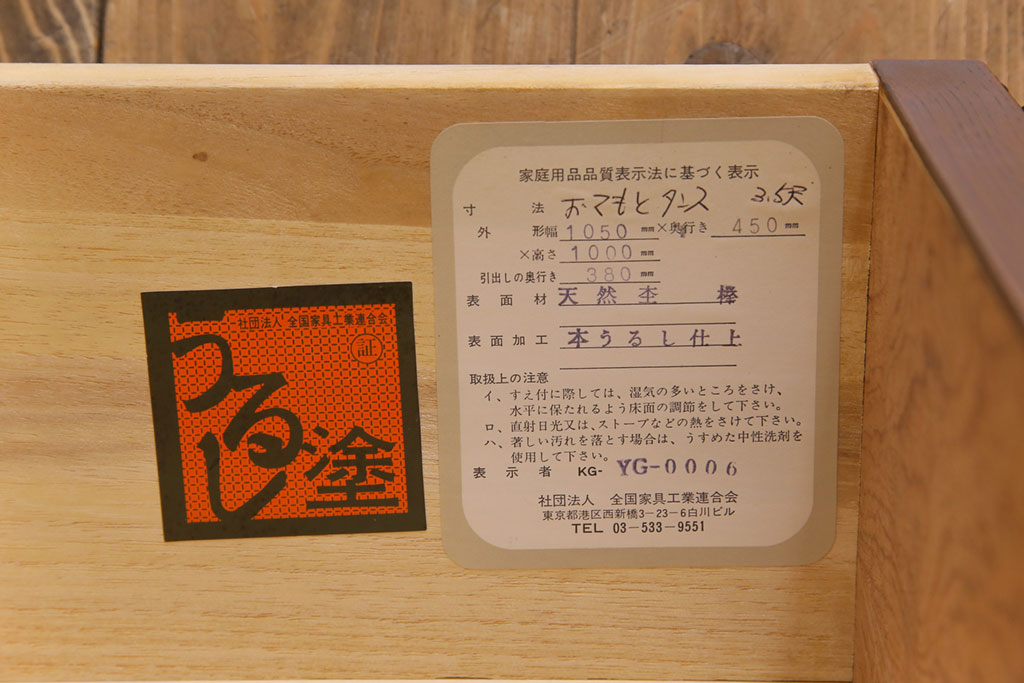 社団法人 全国家具工業連合会
証
うるし
塗
家庭用品品質表示法に基づく表示
寸 法 おてもとタンス 3.5尺
外 形幅 1050 mm ×奥行き 450 mm
×高さ 1000 mm
引出しの奥行き 380 mm
表 面 材 天然杢 欅
表面加工 本うるし仕上
取扱上の注意
イ、すえ付に際しては、湿気の多いところをさけ、
水平に保たれるよう床面の調節をして下さい。
ロ、直射日光又は、ストーブなどの熱をさけて下さい。
ハ、著しい汚れを落とす場合は、うすめた中性洗剤を
使用して下さい。
表 示 者 KG- YG-0006
社団法人 全国家具工業連合会
東京都港区西新橋3-23-6白川ビル
TEL 03-533-9551